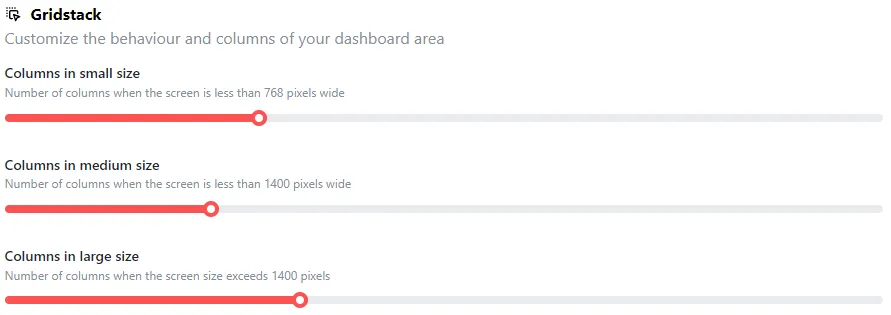 Gridstack
Customize the behaviour and columns of your dashboard area
Columns in small size
Number of columns when the screen is less than 768 pixels wide
Columns in medium size
Number of columns when the screen is less than 1400 pixels wide
Columns in large size
Number of columns when the screen size exceeds 1400 pixels